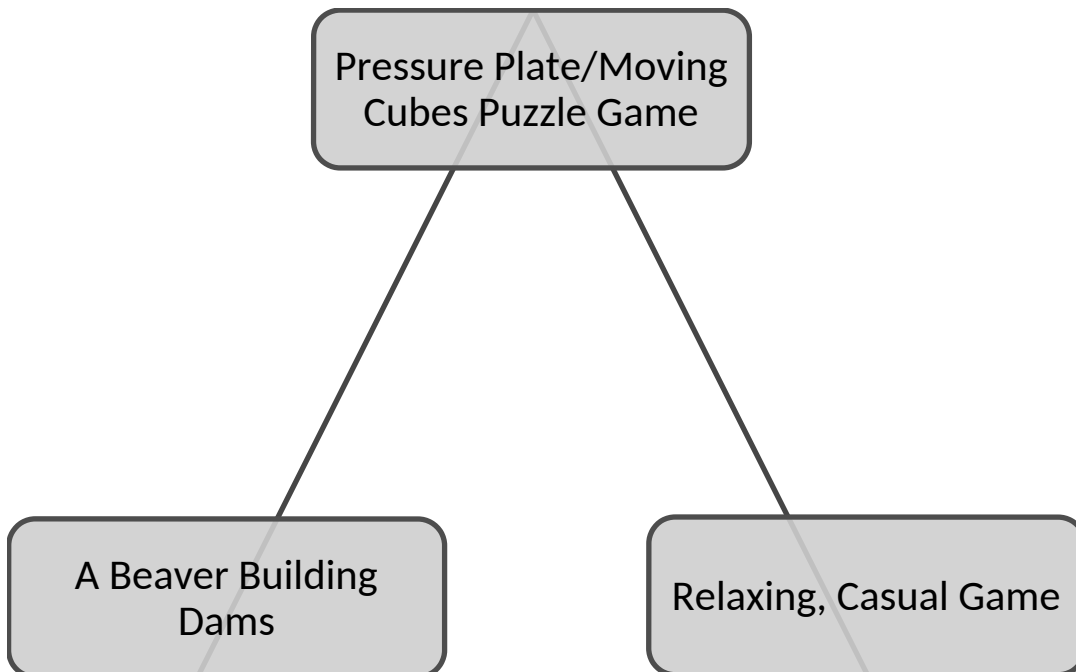 Pressure Plate/Moving
Cubes Puzzle Game
A Beaver Building
Dams
Relaxing, Casual Game